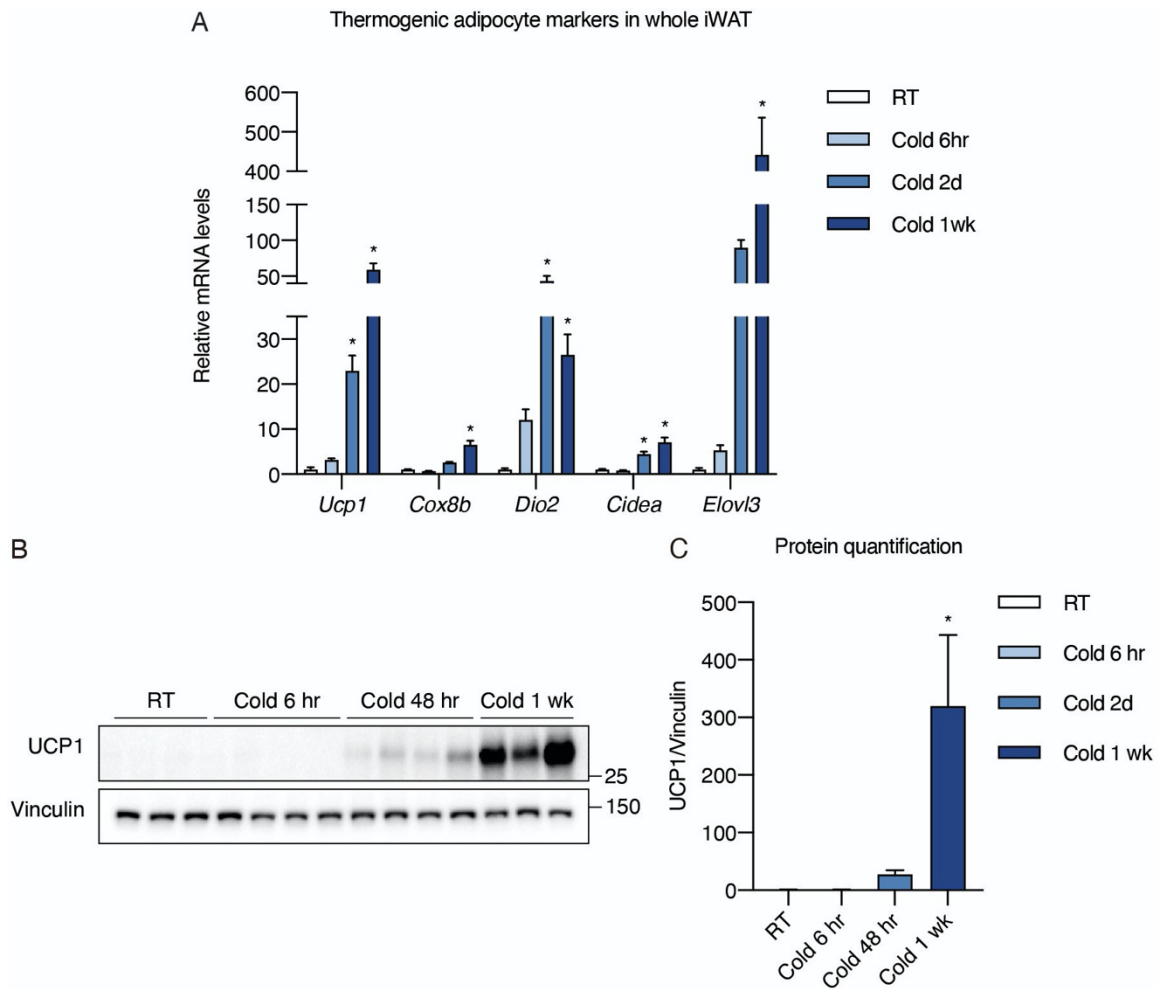 A
Thermogenic adipocyte markers in whole iWAT
Relative mRNA levels
600
500
400
150
100
50
30
20
10
0
*
*
*
*
*
*
*
*
Ucp1
Cox8b
Dio2
Cidea
Elovl3
RT
Cold 6hr
Cold 2d
Cold 1wk
B
RT
Cold 6 hr
Cold 48 hr
Cold 1 wk
UCP1
25
Vinculin
150
C
Protein quantification
UCP1/Vinculin
500
400
300
200
100
0
*
RT
Cold 6 hr
Cold 48 hr
Cold 1 wk
RT
Cold 6 hr
Cold 2d
Cold 1 wk